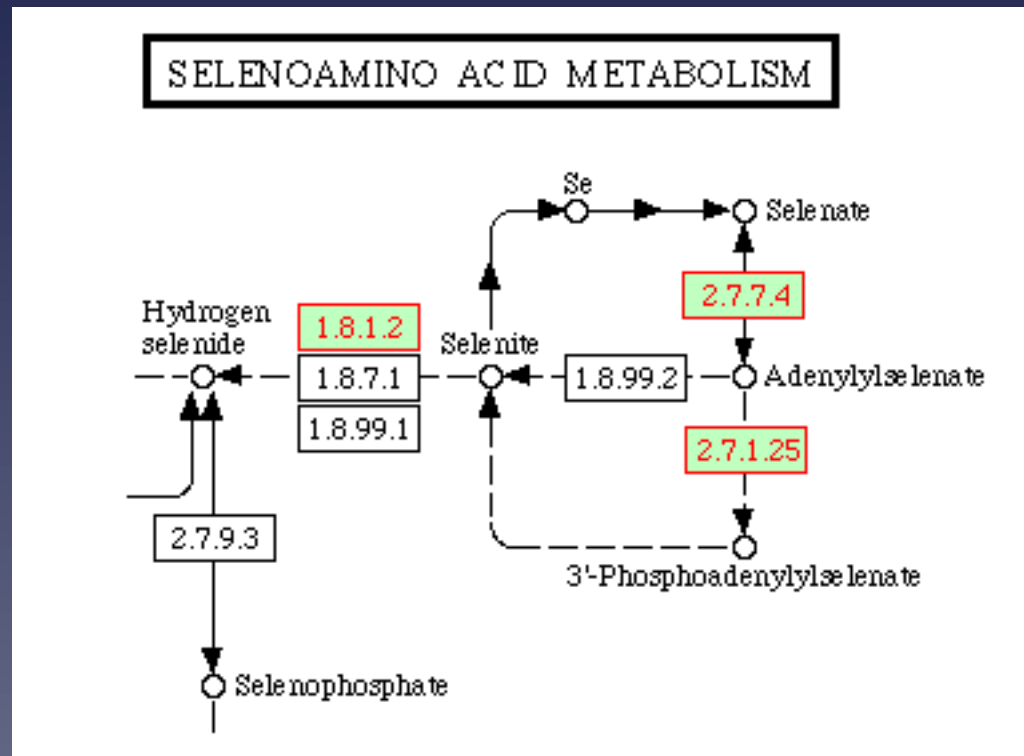 SELENOAMINO ACID METABOLISM
Se
Selenate
2.7.7.4
Hydrogen
selenide
1.8.1.2
Selenite
1.8.7.1
1.8.99.2
Adenylylselenate
1.8.99.1
2.7.1.25
2.7.9.3
3'-Phosphoadenylylselenate
Selenophosphate